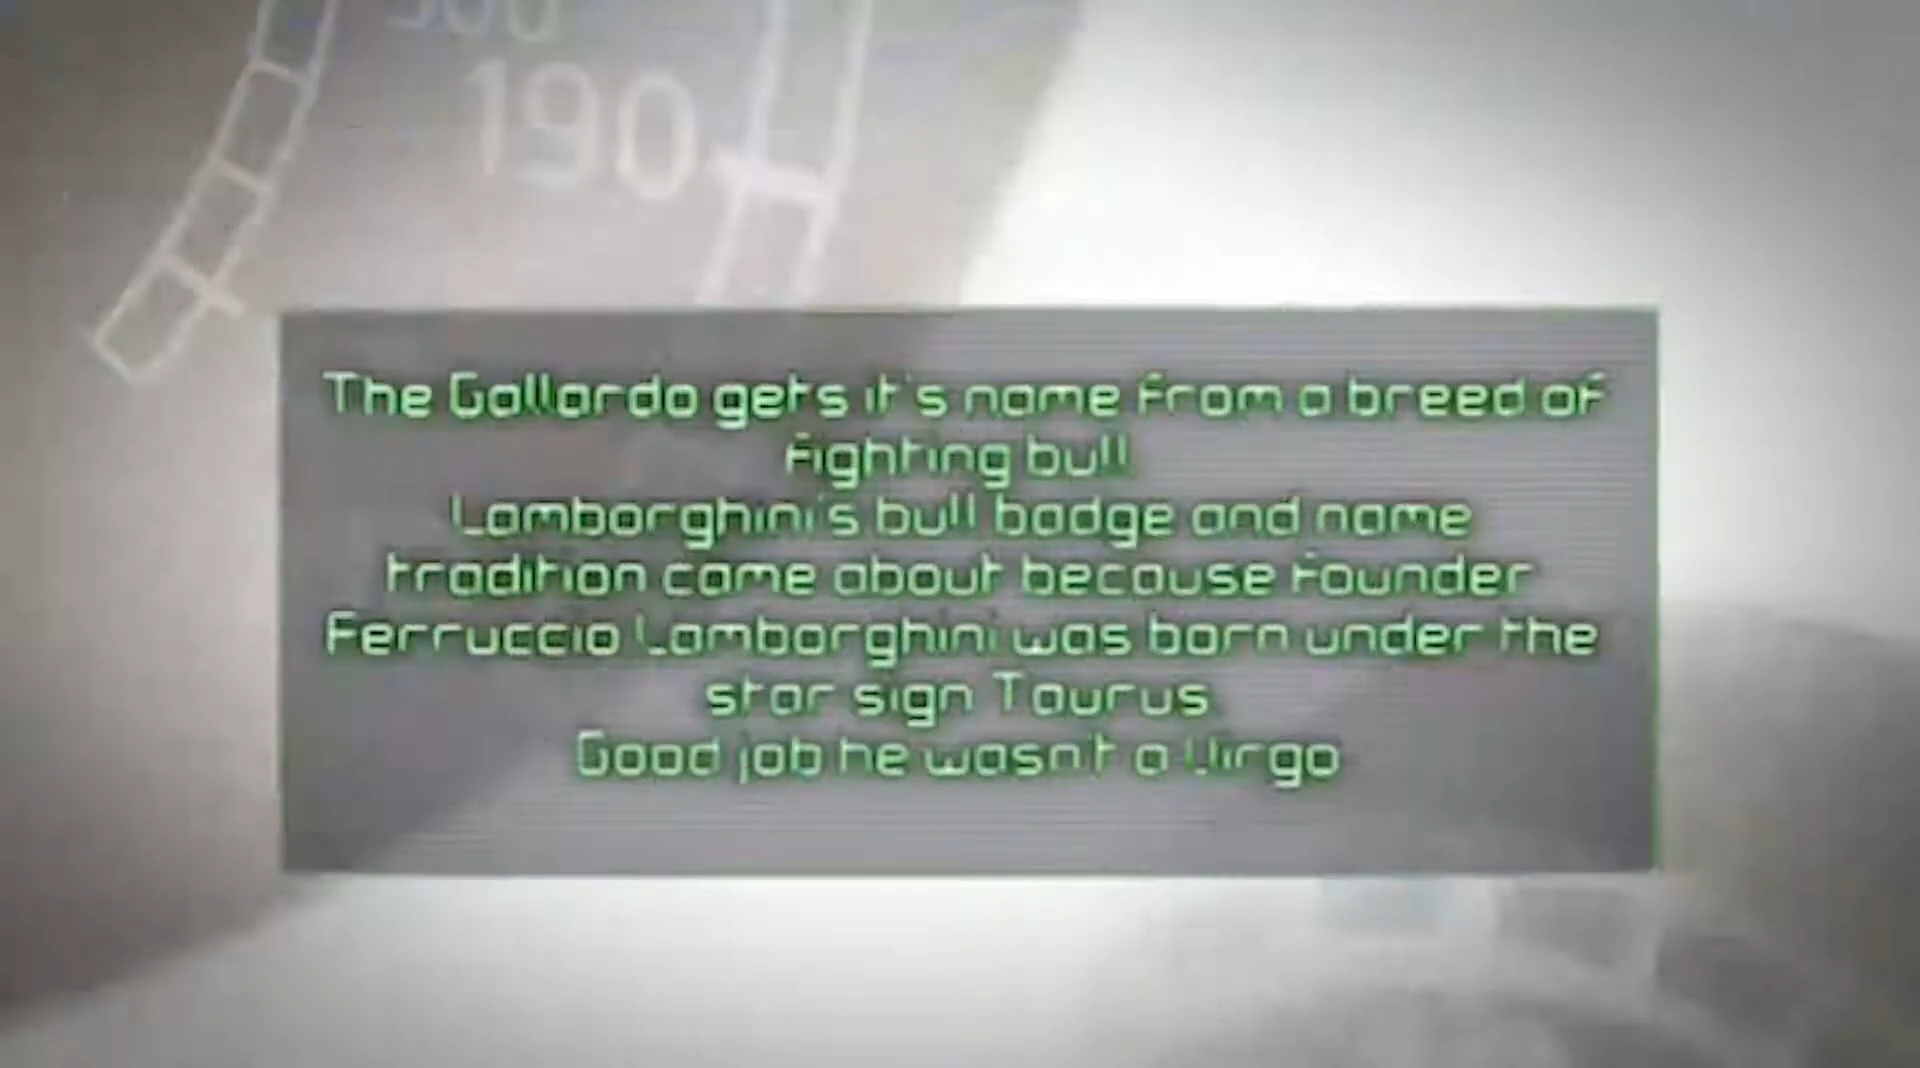 190
The Gallardo gets it's name from a breed of
fighting bull
Lamborghini's bull badge and name
tradition came about because founder
Ferruccio Lamborghini was born under the
star sign Taurus
Good job he wasn't a Virgo